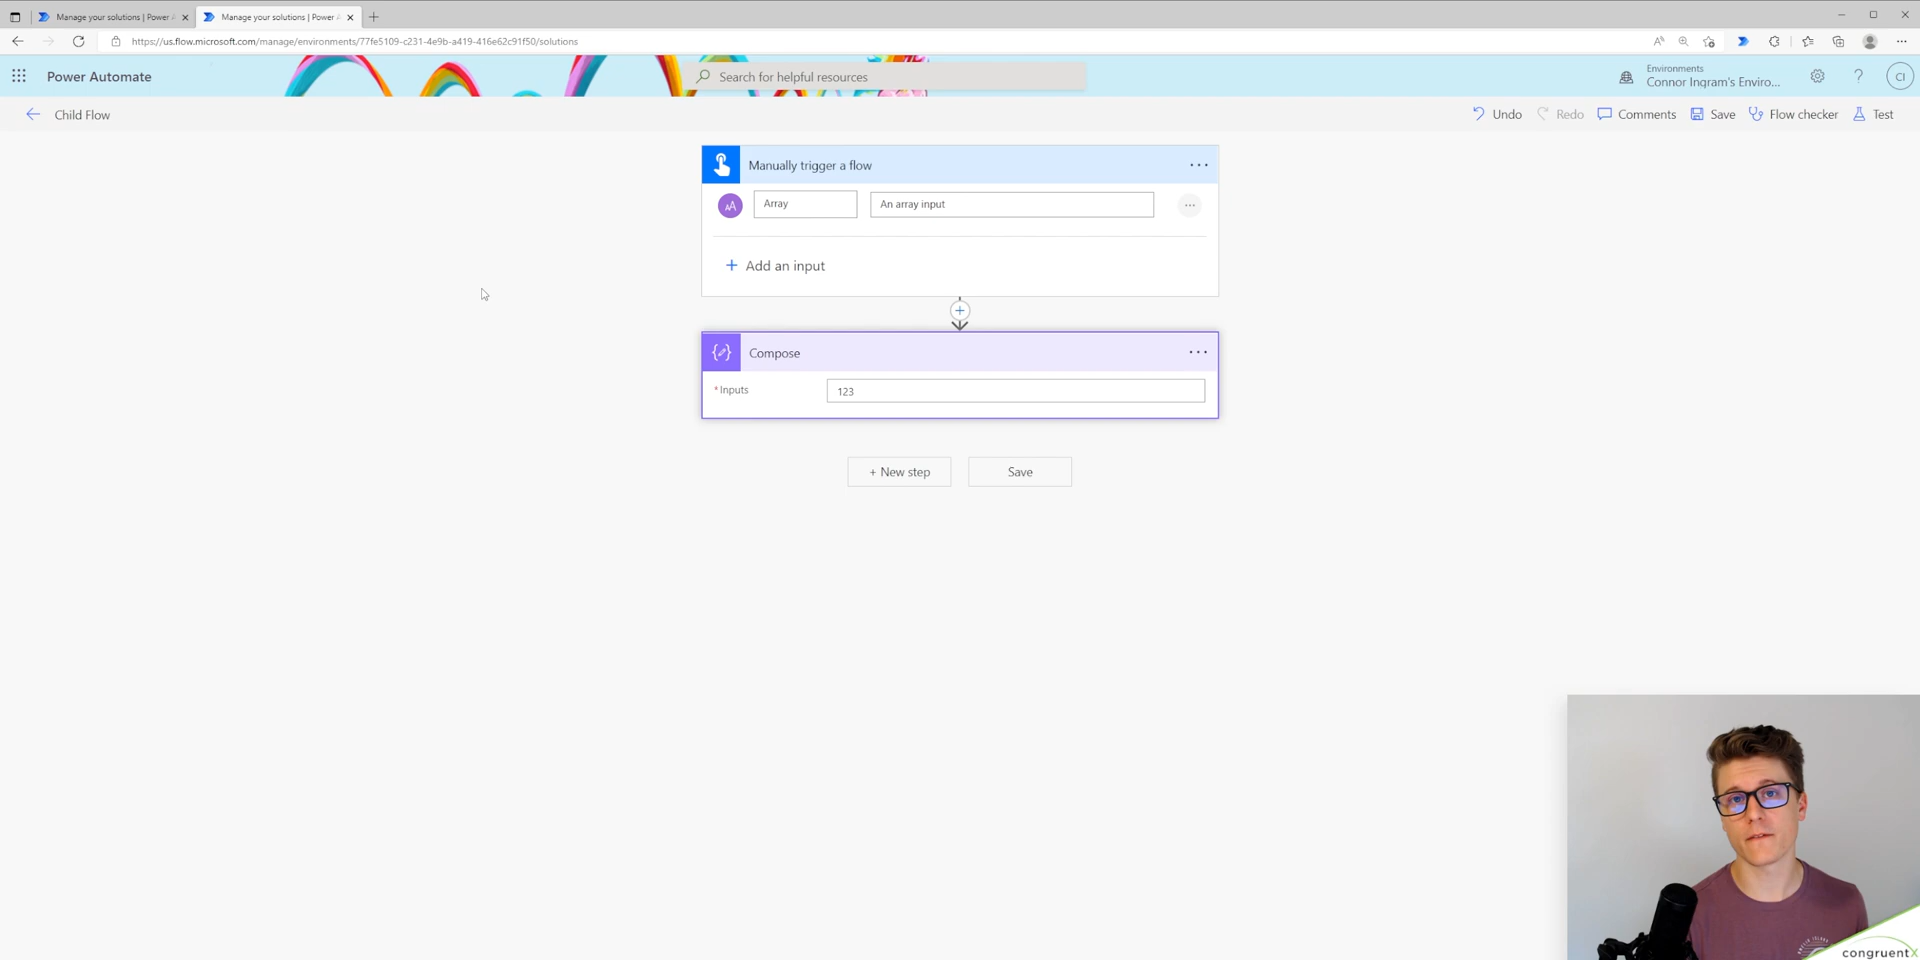 Manage your solutions | Power A
Manage your solutions | Power A
https://us.flow.microsoft.com/manage/environments/77fe5109-c231-4e9b-a419-416e62c91f50/solutions
Power Automate
Search for helpful resources
Environments
Connor Ingram's Enviro...
CI
Child Flow
Undo
Redo
Comments
Save
Flow checker
Test
Manually trigger a flow
Array
An array input
+ Add an input
Compose
* Inputs
123
+ New step
Save
congruentX